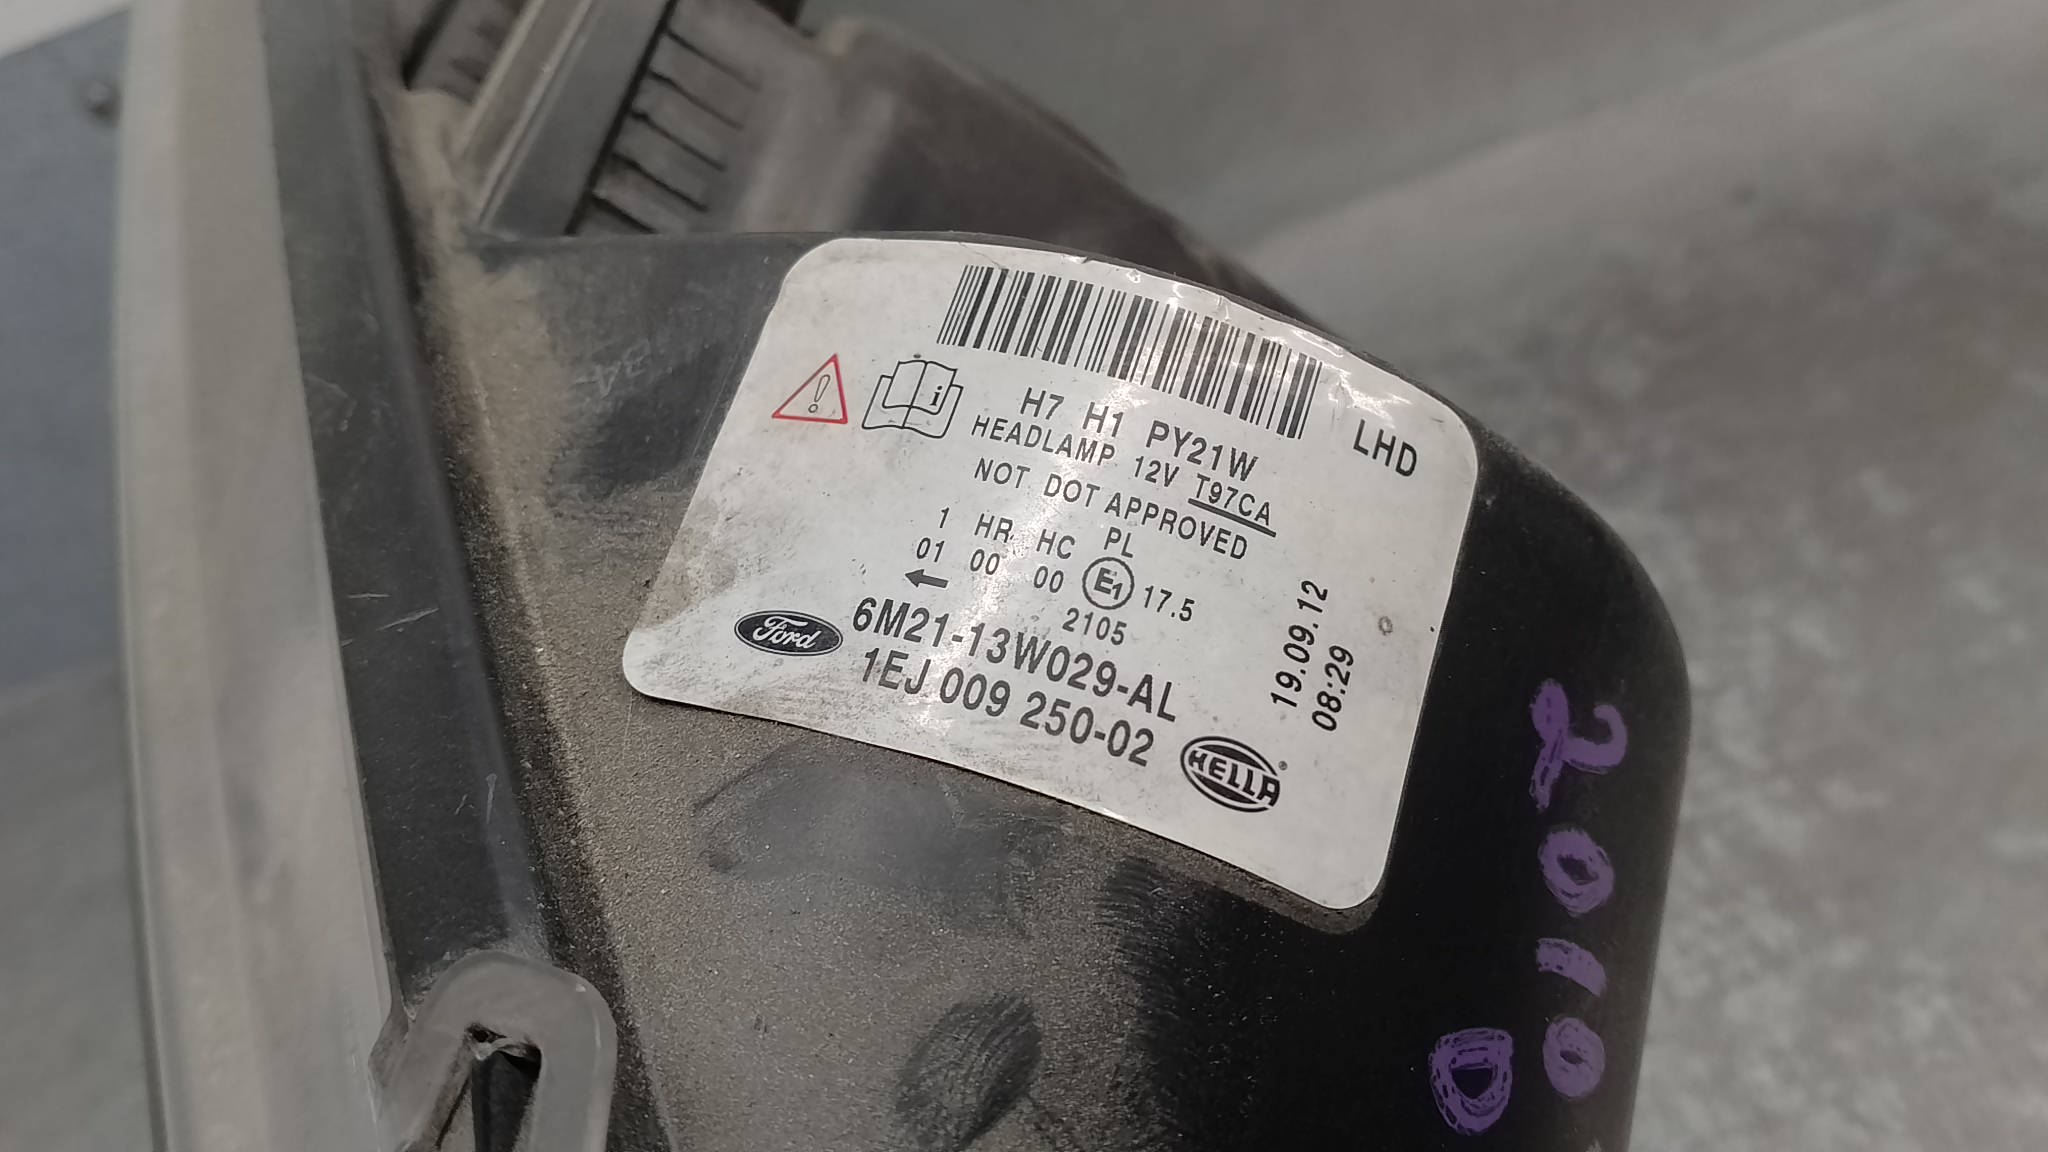 LHD
H7 H1 PY21W
HEADLAMP 12V T97CA
NOT DOT APPROVED
1 HR HC PL
01 00 00 E1 17.5
2105
Ford 6M21-13W029-AL
1EJ 009 250-02
HELLA®
19.09.12
08:29
2010
D